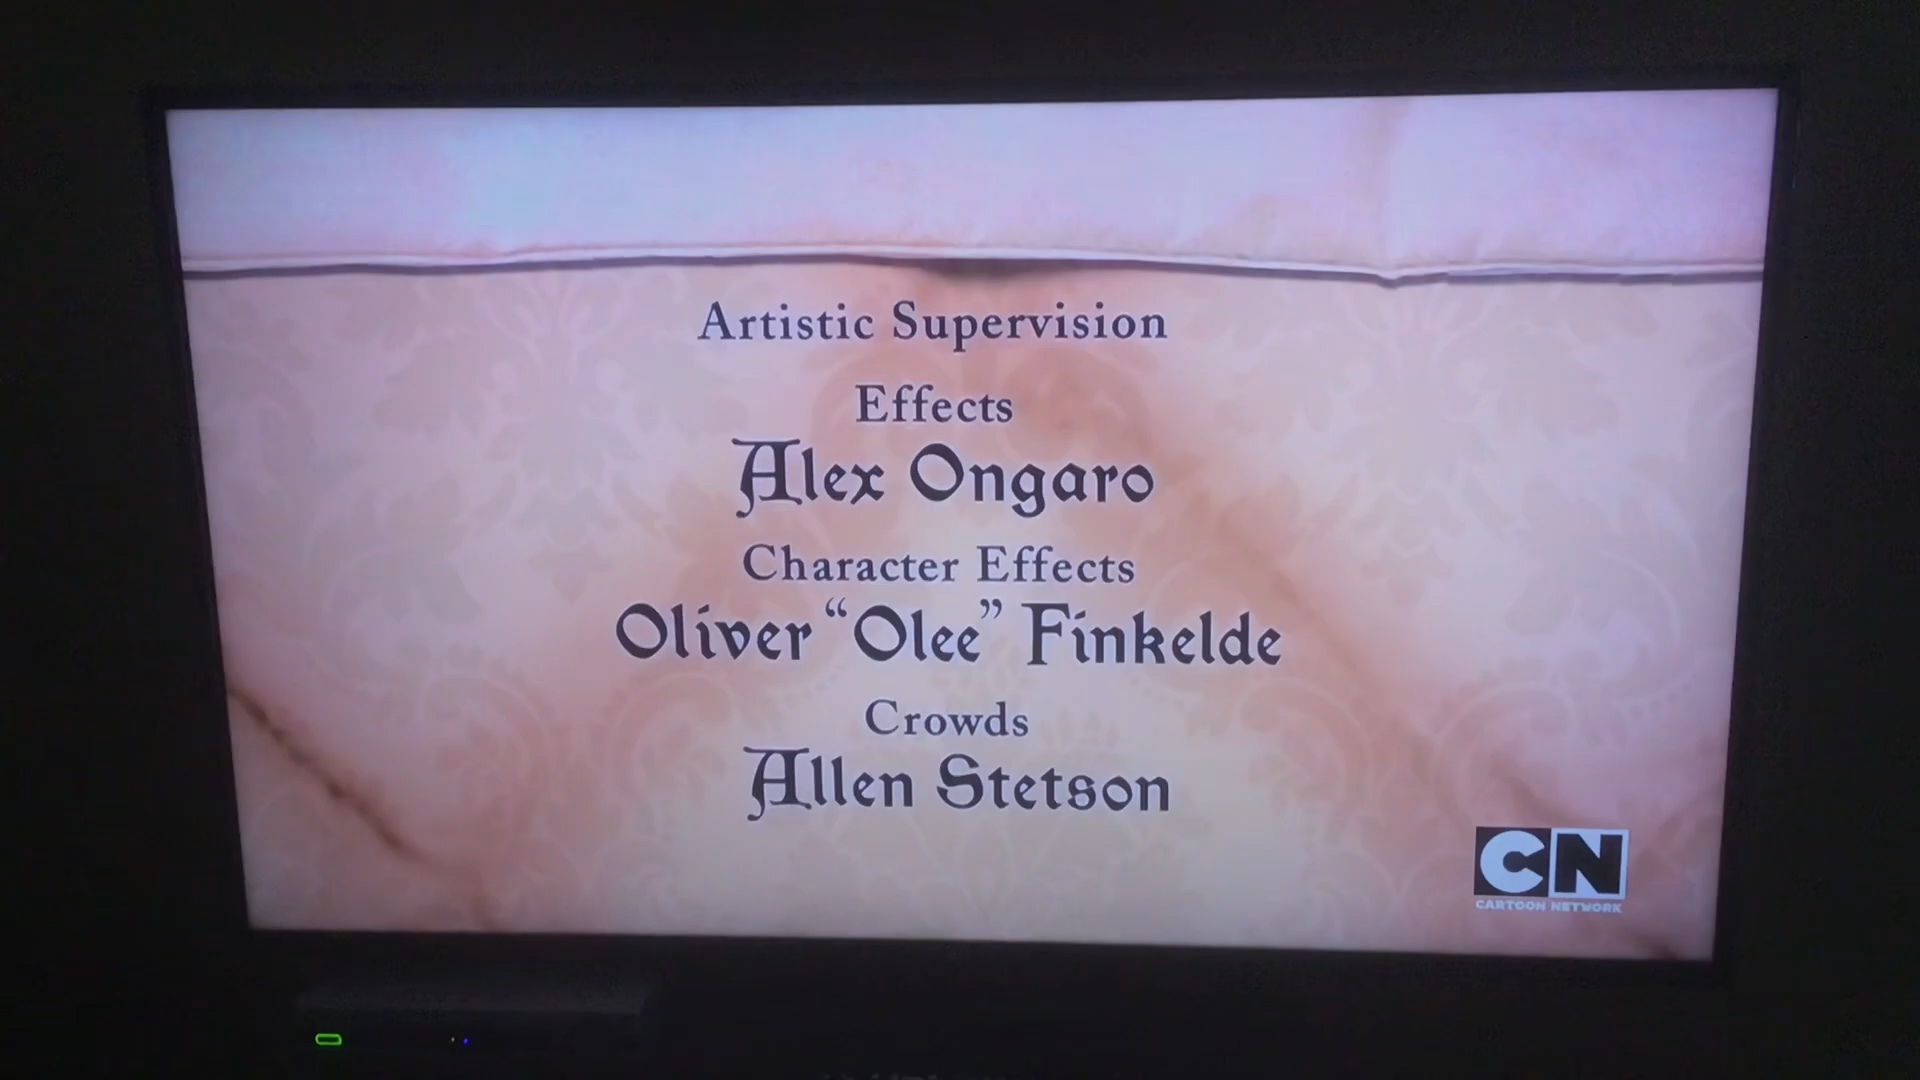 Artistic Supervision
Effects
Alex Ongaro
Character Effects
Oliver “Olee” Finkelde
Crowds
Allen Stetson
CN
CARTOON NETWORK